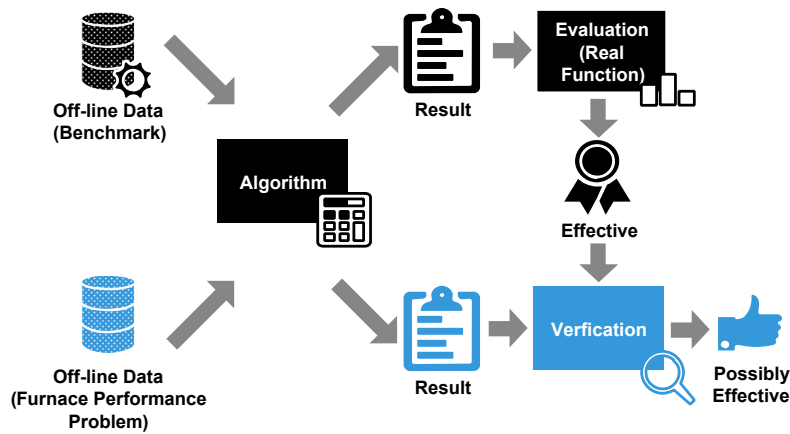 Off-line Data
(Benchmark)
Result
Evaluation
(Real
Function)
Algorithm
Effective
Off-line Data
(Furnace Performance
Problem)
Result
Verfication
Possibly
Effective